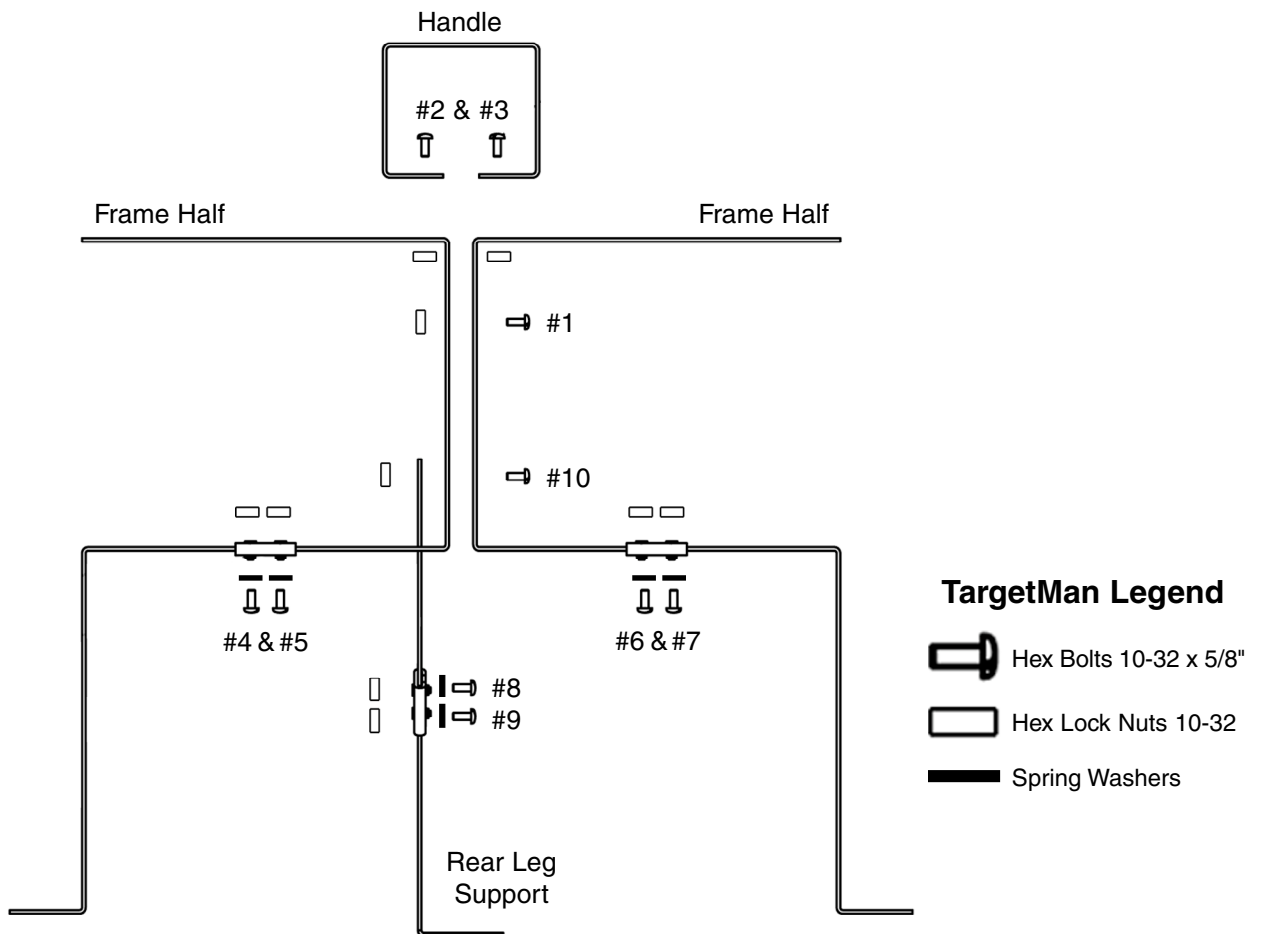 Handle
#2 & #3
Frame Half
Frame Half
#1
#10
#4 & #5
#6 & #7
#8
#9
Rear Leg
Support
TargetMan Legend
Hex Bolts 10-32 x 5/8"
Hex Lock Nuts 10-32
Spring Washers